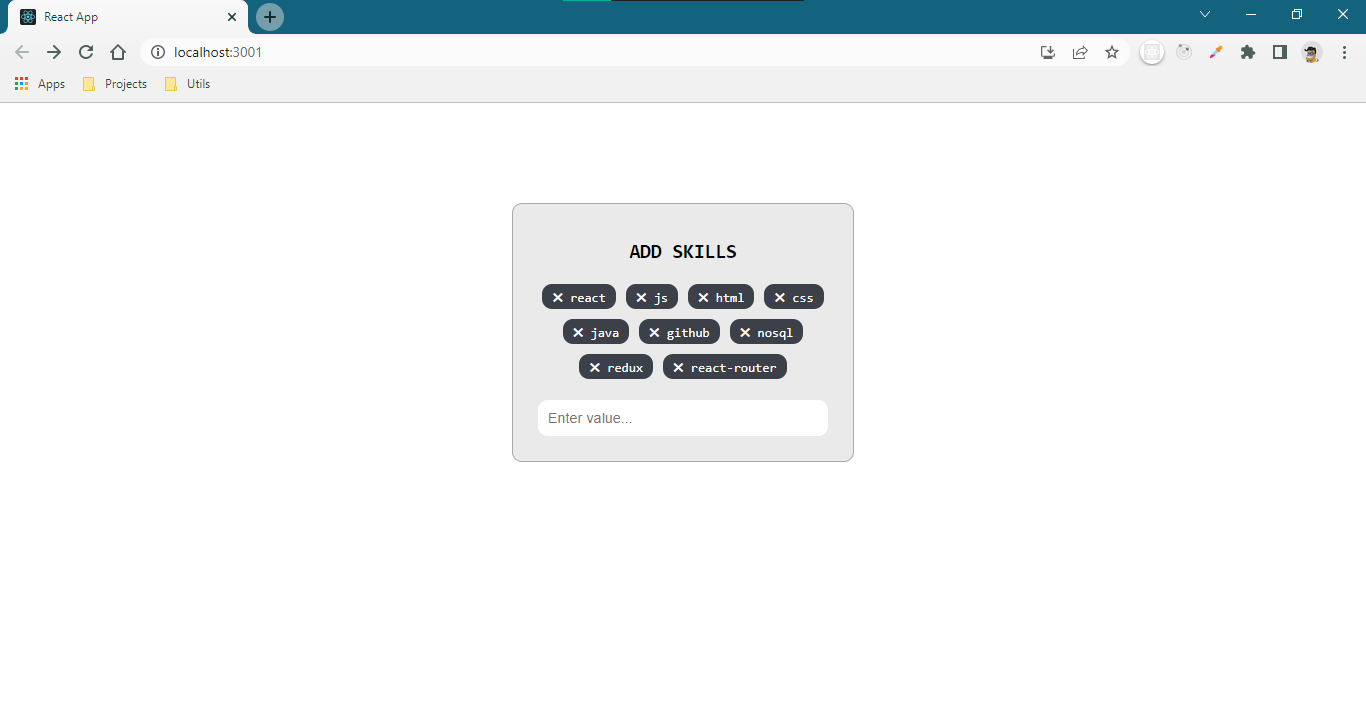 React App
localhost:3001
Apps Projects Utils
ADD SKILLS
✕ react ✕ js ✕ html ✕ css
✕ java ✕ github ✕ nosql
✕ redux ✕ react-router
Enter value...